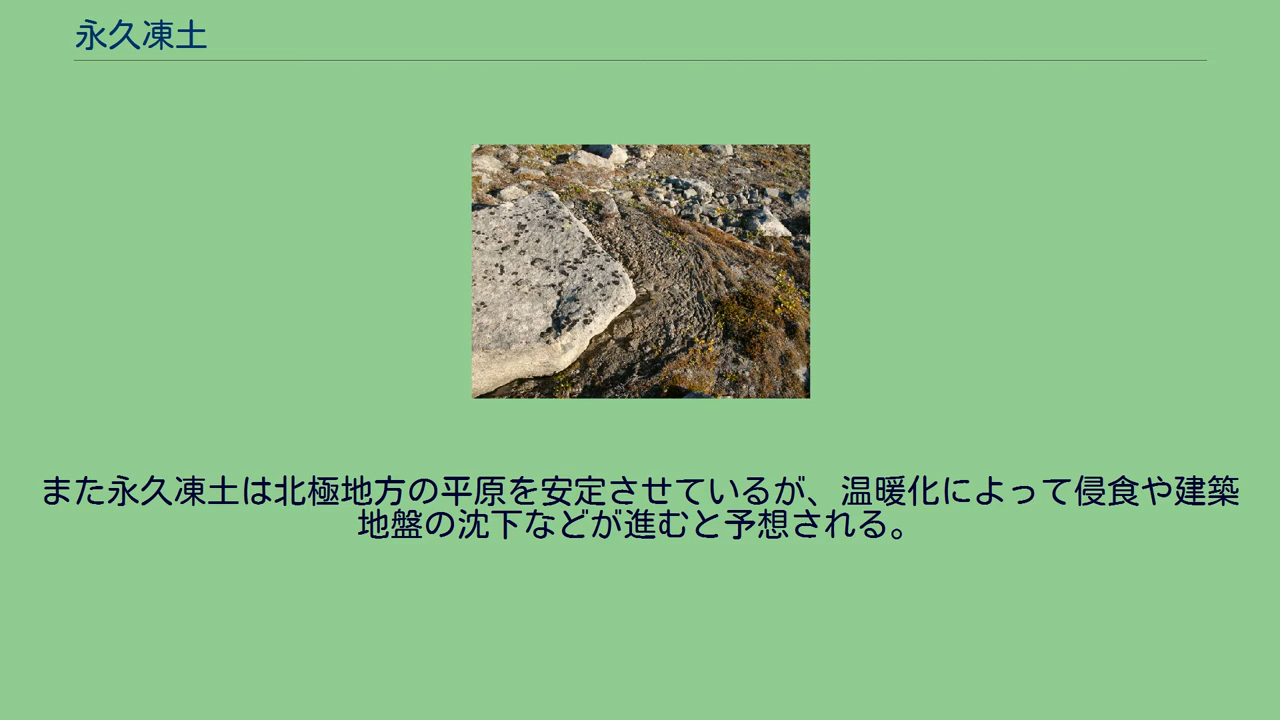 永久凍土
また永久凍土は北極地方の平原を安定させているが、温暖化によって侵食や建築
地盤の沈下などが進むと予想される。